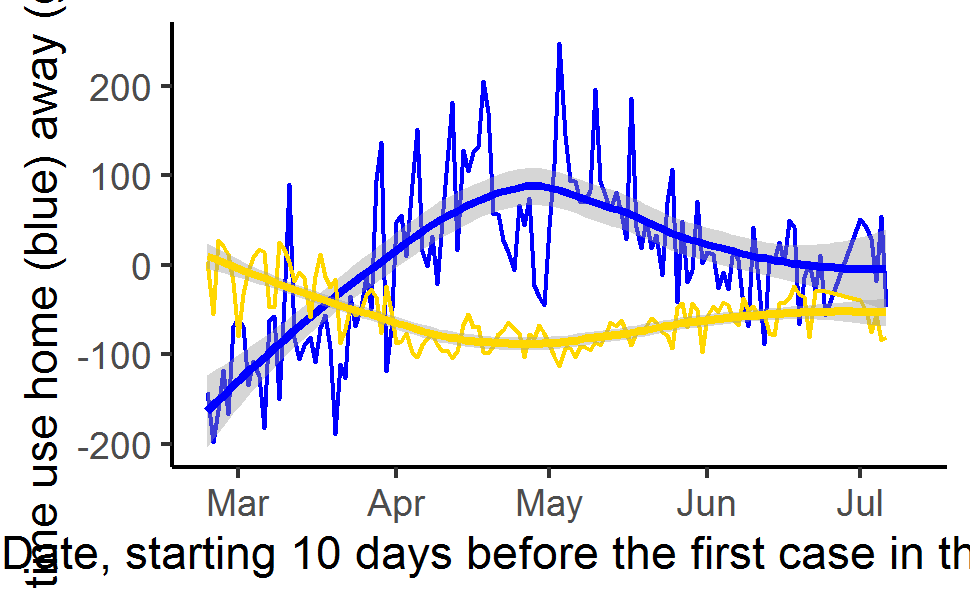 time use home (blue) away (
200
100
0
-100
-200
Mar Apr May Jun Jul
Date, starting 10 days before the first case in th